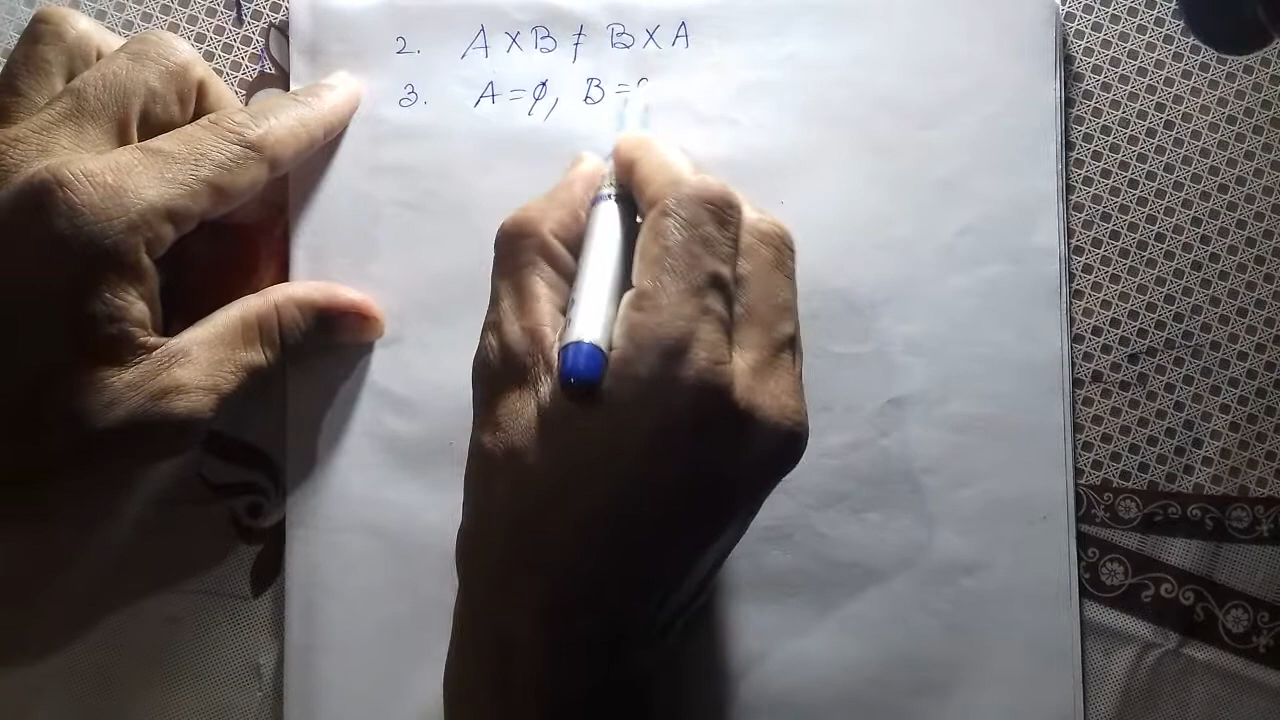 2. A × B ≠ B × A
3. A = φ, B =